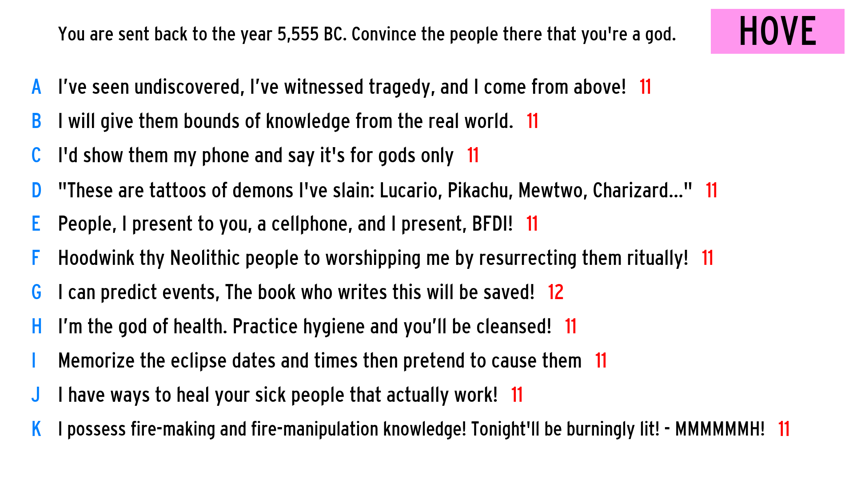 You are sent back to the year 5,555 BC. Convince the people there that you're a god.
HOVE
A I’ve seen undiscovered, I’ve witnessed tragedy, and I come from above! 11
B I will give them bounds of knowledge from the real world. 11
C I'd show them my phone and say it's for gods only 11
D "These are tattoos of demons I've slain: Lucario, Pikachu, Mewtwo, Charizard..." 11
E People, I present to you, a cellphone, and I present, BFDI! 11
F Hoodwink thy Neolithic people to worshipping me by resurrecting them ritually! 11
G I can predict events, The book who writes this will be saved! 12
H I’m the god of health. Practice hygiene and you’ll be cleansed! 11
I Memorize the eclipse dates and times then pretend to cause them 11
J I have ways to heal your sick people that actually work! 11
K I possess fire-making and fire-manipulation knowledge! Tonight'll be burningly lit! - MMMMMMH! 11